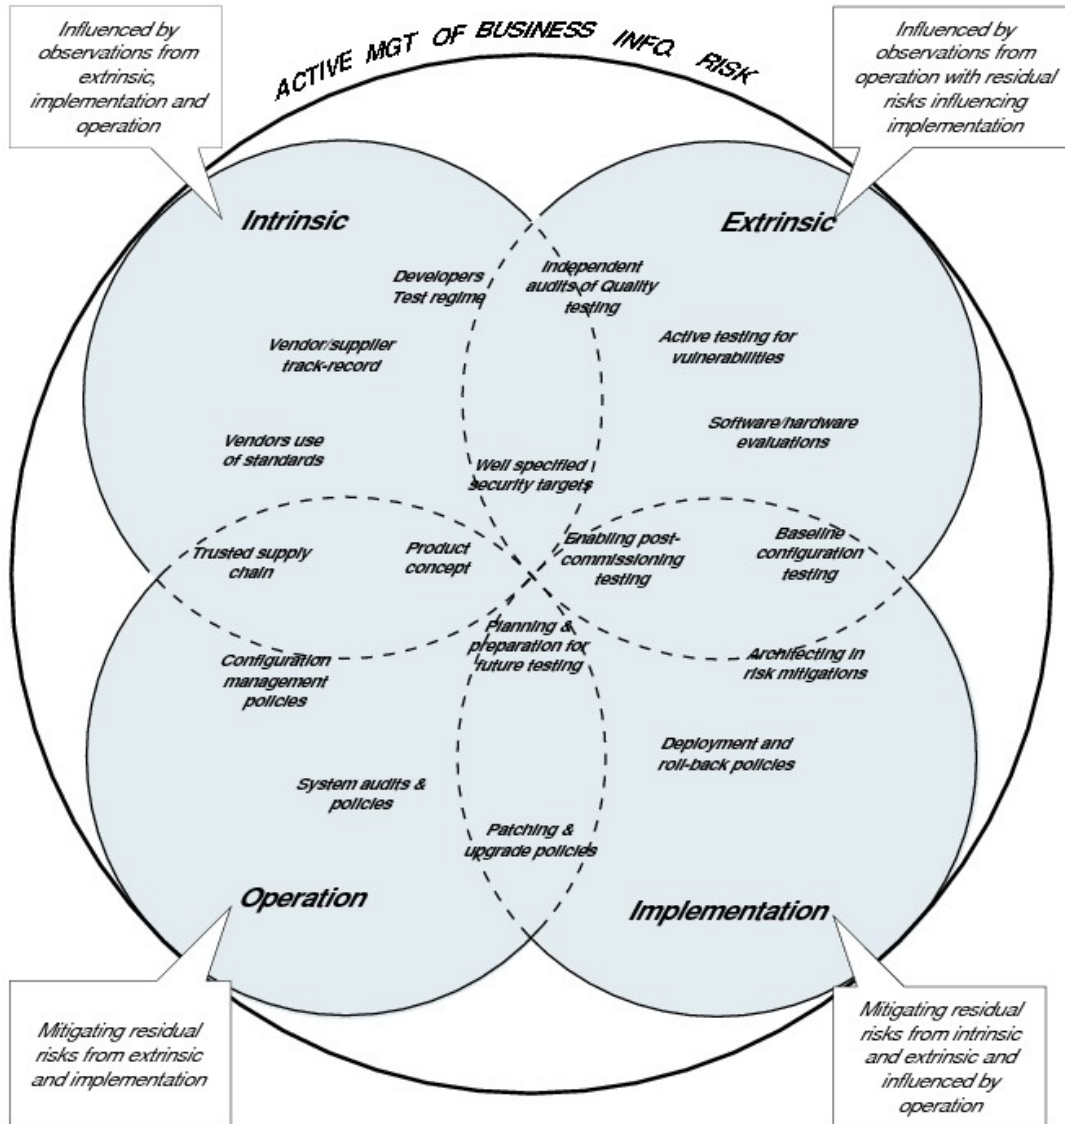 Influenced by
observations from
extrinsic,
implementation and
operation
ACTIVE MGT OF BUSINESS INFO. RISK
Influenced by
observations from
operation with residual
risks influencing
implementation
Intrinsic
Extrinsic
Developers
Test regime
Independent
audits of Quality
testing
Vendor/supplier
track-record
Active testing for
vulnerabilities
Vendors use
of standards
Software/hardware
evaluations
Well specified
security targets
Trusted supply
chain
Product
concept
Enabling post-
commissioning
testing
Baseline
configuration
testing
Planning &
preparation for
future testing
Configuration
management
policies
Architecting in
risk mitigations
Deployment and
roll-back policies
System audits &
policies
Patching &
upgrade policies
Operation
Implementation
Mitigating residual
risks from extrinsic
and implementation
Mitigating residual
risks from intrinsic
and extrinsic and
influenced by
operation